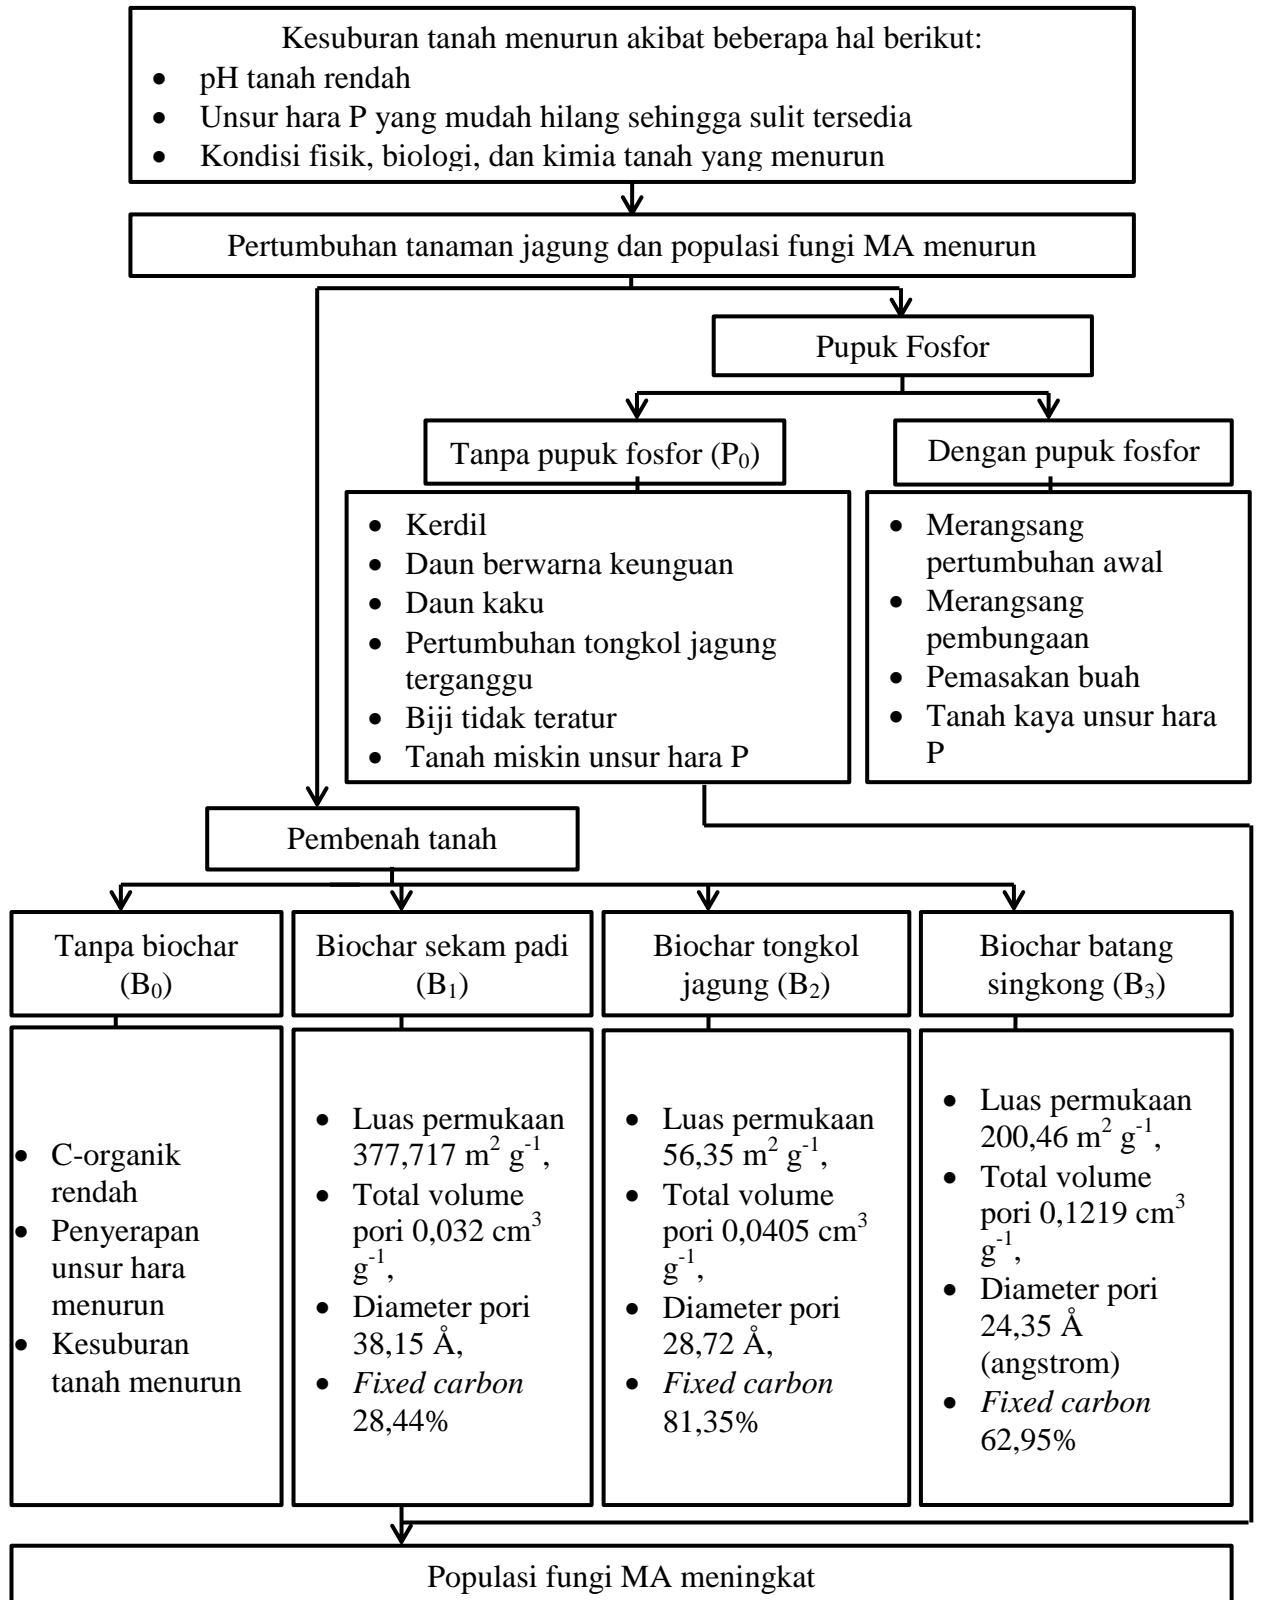 Kesuburan tanah menurun akibat beberapa hal berikut:
• pH tanah rendah
• Unsur hara P yang mudah hilang sehingga sulit tersedia
• Kondisi fisik, biologi, dan kimia tanah yang menurun
Pertumbuhan tanaman jagung dan populasi fungi MA menurun
Pupuk Fosfor
Tanpa pupuk fosfor (P₀)
Dengan pupuk fosfor
• Kerdil
• Daun berwarna keunguan
• Daun kaku
• Pertumbuhan tongkol jagung
terganggu
• Biji tidak teratur
• Tanah miskin unsur hara P
• Merangsang
pertumbuhan awal
• Merangsang
pembungaan
• Pemasakan buah
• Tanah kaya unsur hara
P
Pembenah tanah
Tanpa biochar
(B₀)
Biochar sekam padi
(B₁)
Biochar tongkol
jagung (B₂)
Biochar batang
singkong (B₃)
• C-organik
rendah
• Penyerapan
unsur hara
menurun
• Kesuburan
tanah menurun
• Luas permukaan
377,717 m² g⁻¹,
• Total volume
pori 0,032 cm³
g⁻¹,
• Diameter pori
38,15 Å,
• Fixed carbon
28,44%
• Luas permukaan
56,35 m² g⁻¹,
• Total volume
pori 0,0405 cm³
g⁻¹,
• Diameter pori
28,72 Å,
• Fixed carbon
81,35%
• Luas permukaan
200,46 m² g⁻¹,
• Total volume
pori 0,1219 cm³
g⁻¹,
• Diameter pori
24,35 Å
(angstrom)
• Fixed carbon
62,95%
Populasi fungi MA meningkat